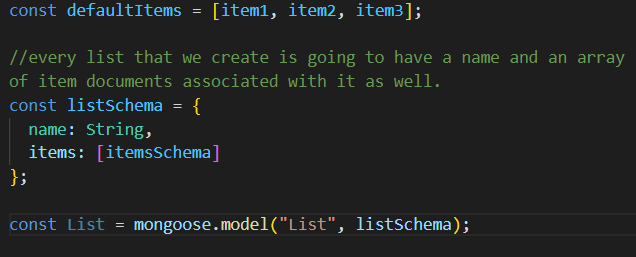 const defaultItems = [item1, item2, item3];
//every list that we create is going to have a name and an array
of item documents associated with it as well.
const listSchema = {
  name: String,
  items: [itemsSchema]
};
const List = mongoose.model("List", listSchema);